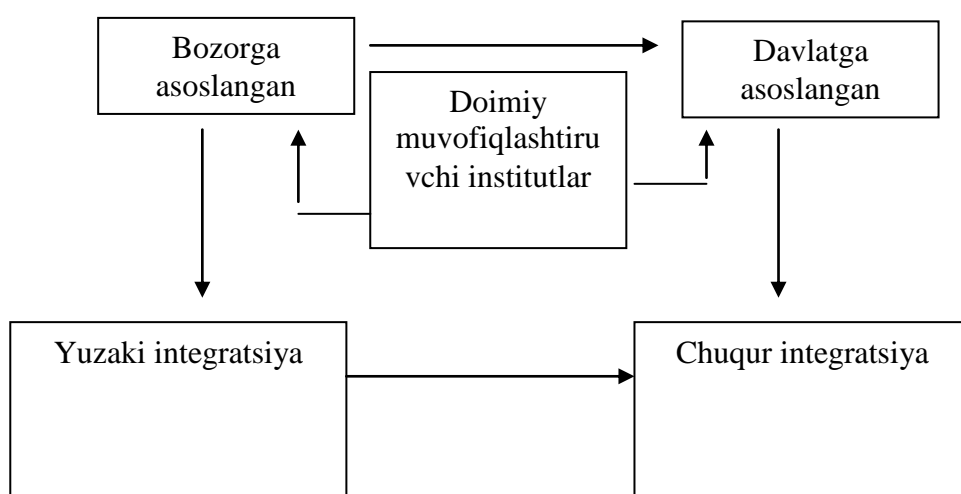 Bozorga
asoslangan
Davlatga
asoslangan
Doimiy
muvofiqlashtiru
vchi institutlar
Yuzaki integratsiya
Chuqur integratsiya